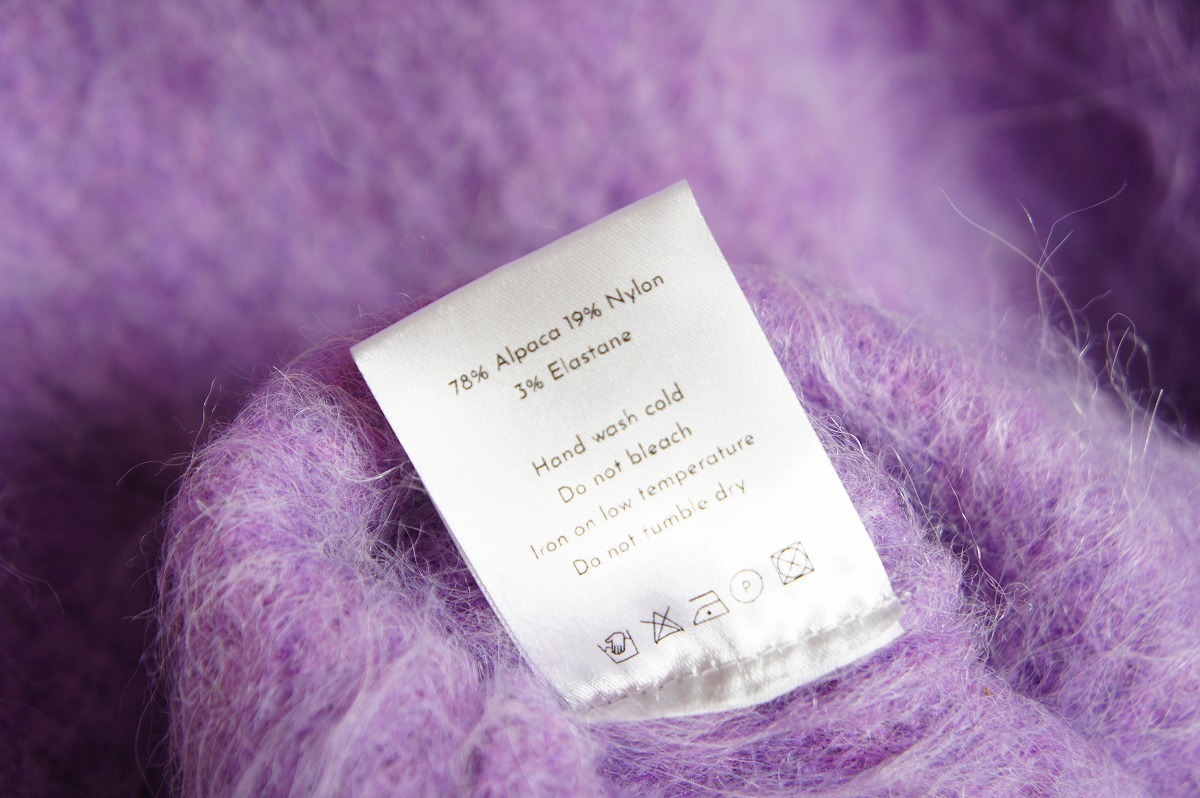 78% Alpaca 19% Nylon
3% Elastane
Hand wash cold
Do not bleach
Iron on low temperature
Do not tumble dry
P